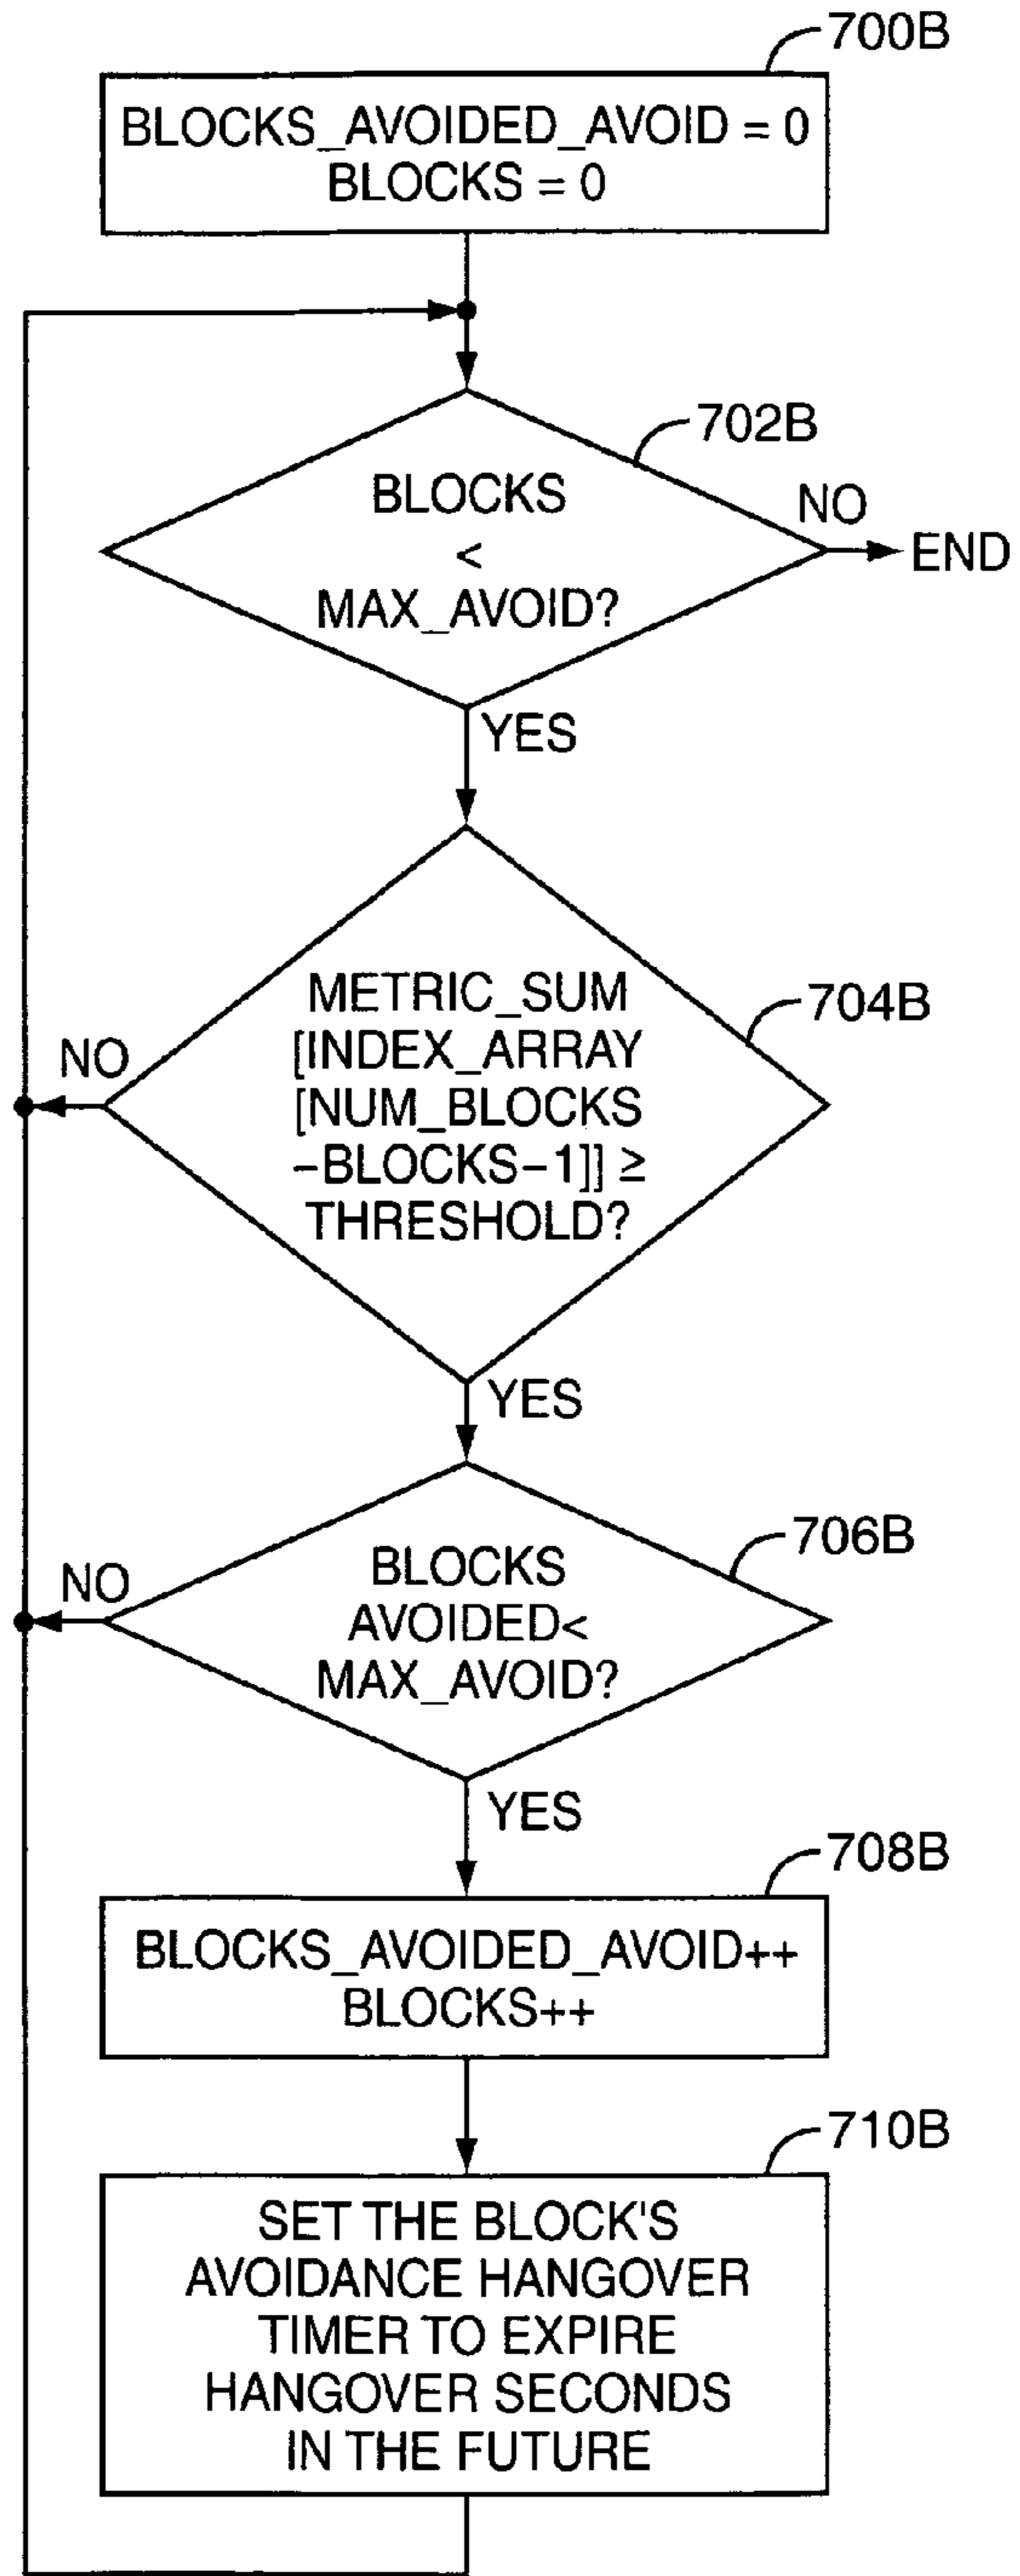 700B
BLOCKS_AVOIDED_AVOID = 0
BLOCKS = 0
702B
BLOCKS
<
MAX_AVOID?
NO
END
YES
704B
METRIC_SUM
[INDEX_ARRAY
[NUM_BLOCKS
-BLOCKS-1]] ≥
THRESHOLD?
NO
YES
706B
BLOCKS
AVOIDED<
MAX_AVOID?
NO
YES
708B
BLOCKS_AVOIDED_AVOID++
BLOCKS++
710B
SET THE BLOCK'S
AVOIDANCE HANGOVER
TIMER TO EXPIRE
HANGOVER SECONDS
IN THE FUTURE